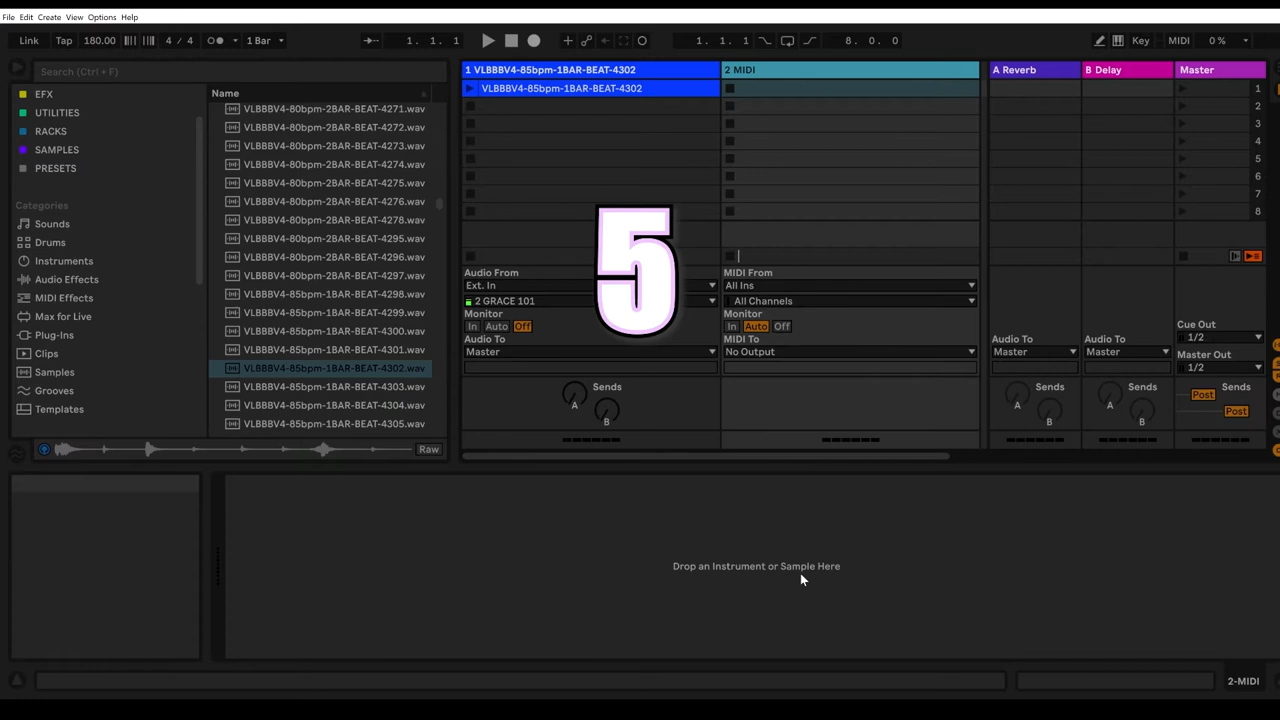 File Edit Create View Options Help
Link Tap 180.00 4 / 4 1 Bar 1. 1. 1 1. 1. 1 8. 0. 0 Key MIDI 0 %
Search (Ctrl + F)
EFX
UTILITIES
RACKS
SAMPLES
PRESETS
Categories
Sounds
Drums
Instruments
Audio Effects
MIDI Effects
Max for Live
Plug-Ins
Clips
Samples
Grooves
Templates
Name
VLBBBV4-80bpm-2BAR-BEAT-4271.wav
VLBBBV4-80bpm-2BAR-BEAT-4272.wav
VLBBBV4-80bpm-2BAR-BEAT-4273.wav
VLBBBV4-80bpm-2BAR-BEAT-4274.wav
VLBBBV4-80bpm-2BAR-BEAT-4275.wav
VLBBBV4-80bpm-2BAR-BEAT-4276.wav
VLBBBV4-80bpm-2BAR-BEAT-4278.wav
VLBBBV4-80bpm-2BAR-BEAT-4295.wav
VLBBBV4-80bpm-2BAR-BEAT-4296.wav
VLBBBV4-80bpm-2BAR-BEAT-4297.wav
VLBBBV4-85bpm-1BAR-BEAT-4298.wav
VLBBBV4-85bpm-1BAR-BEAT-4299.wav
VLBBBV4-85bpm-1BAR-BEAT-4300.wav
VLBBBV4-85bpm-1BAR-BEAT-4301.wav
VLBBBV4-85bpm-1BAR-BEAT-4302.wav
VLBBBV4-85bpm-1BAR-BEAT-4303.wav
VLBBBV4-85bpm-1BAR-BEAT-4304.wav
VLBBBV4-85bpm-1BAR-BEAT-4305.wav
Raw
1 VLBBBV4-85bpm-1BAR-BEAT-4302
VLBBBV4-85bpm-1BAR-BEAT-4302
Audio From
Ext. In
2 GRACE 101
Monitor
In Auto Off
Audio To
Master
Sends
A
B
5
2 MIDI
MIDI From
All Ins
All Channels
Monitor
In Auto Off
MIDI To
No Output
A Reverb
Audio To
Master
Sends
A
B
B Delay
Audio To
Master
Sends
A
B
Master
1
2
3
4
5
6
7
8
Cue Out
1/2
Master Out
1/2
Sends
Post
Post
Drop an Instrument or Sample Here
2-MIDI